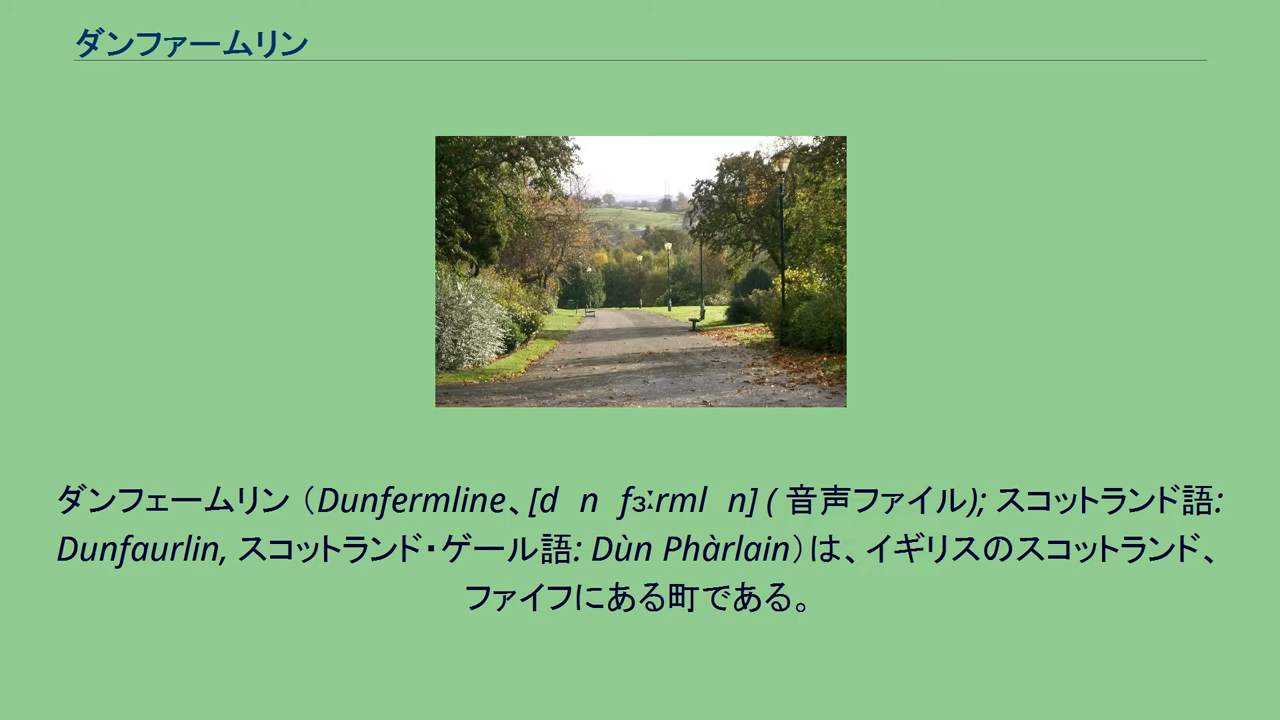 ダンファームリン
ダンフェームリン（Dunfermline、[d n fɜːrml n] ( 音声ファイル); スコットランド語:
Dunfaurlin, スコットランド・ゲール語: Dùn Phàrlain）は、イギリスのスコットランド、
ファイフにある町である。